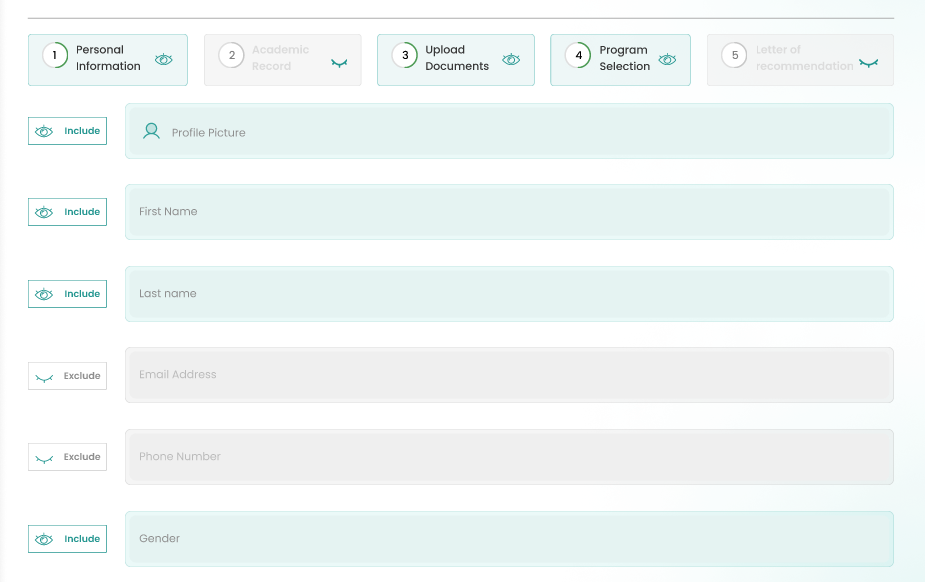 1
Personal
Information
2
Academic
Record
3
Upload
Documents
4
Program
Selection
5
Letter of
recommendation
Include
Profile Picture
Include
First Name
Include
Last name
Exclude
Email Address
Exclude
Phone Number
Include
Gender